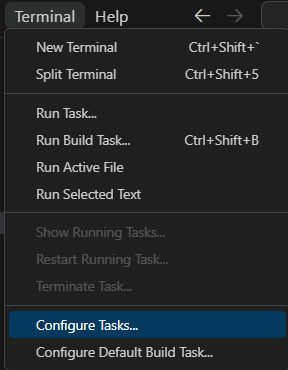 Terminal Help
New Terminal Ctrl+Shift+`
Split Terminal Ctrl+Shift+5
Run Task...
Run Build Task... Ctrl+Shift+B
Run Active File
Run Selected Text
Show Running Tasks...
Restart Running Task...
Terminate Task...
Configure Tasks...
Configure Default Build Task...